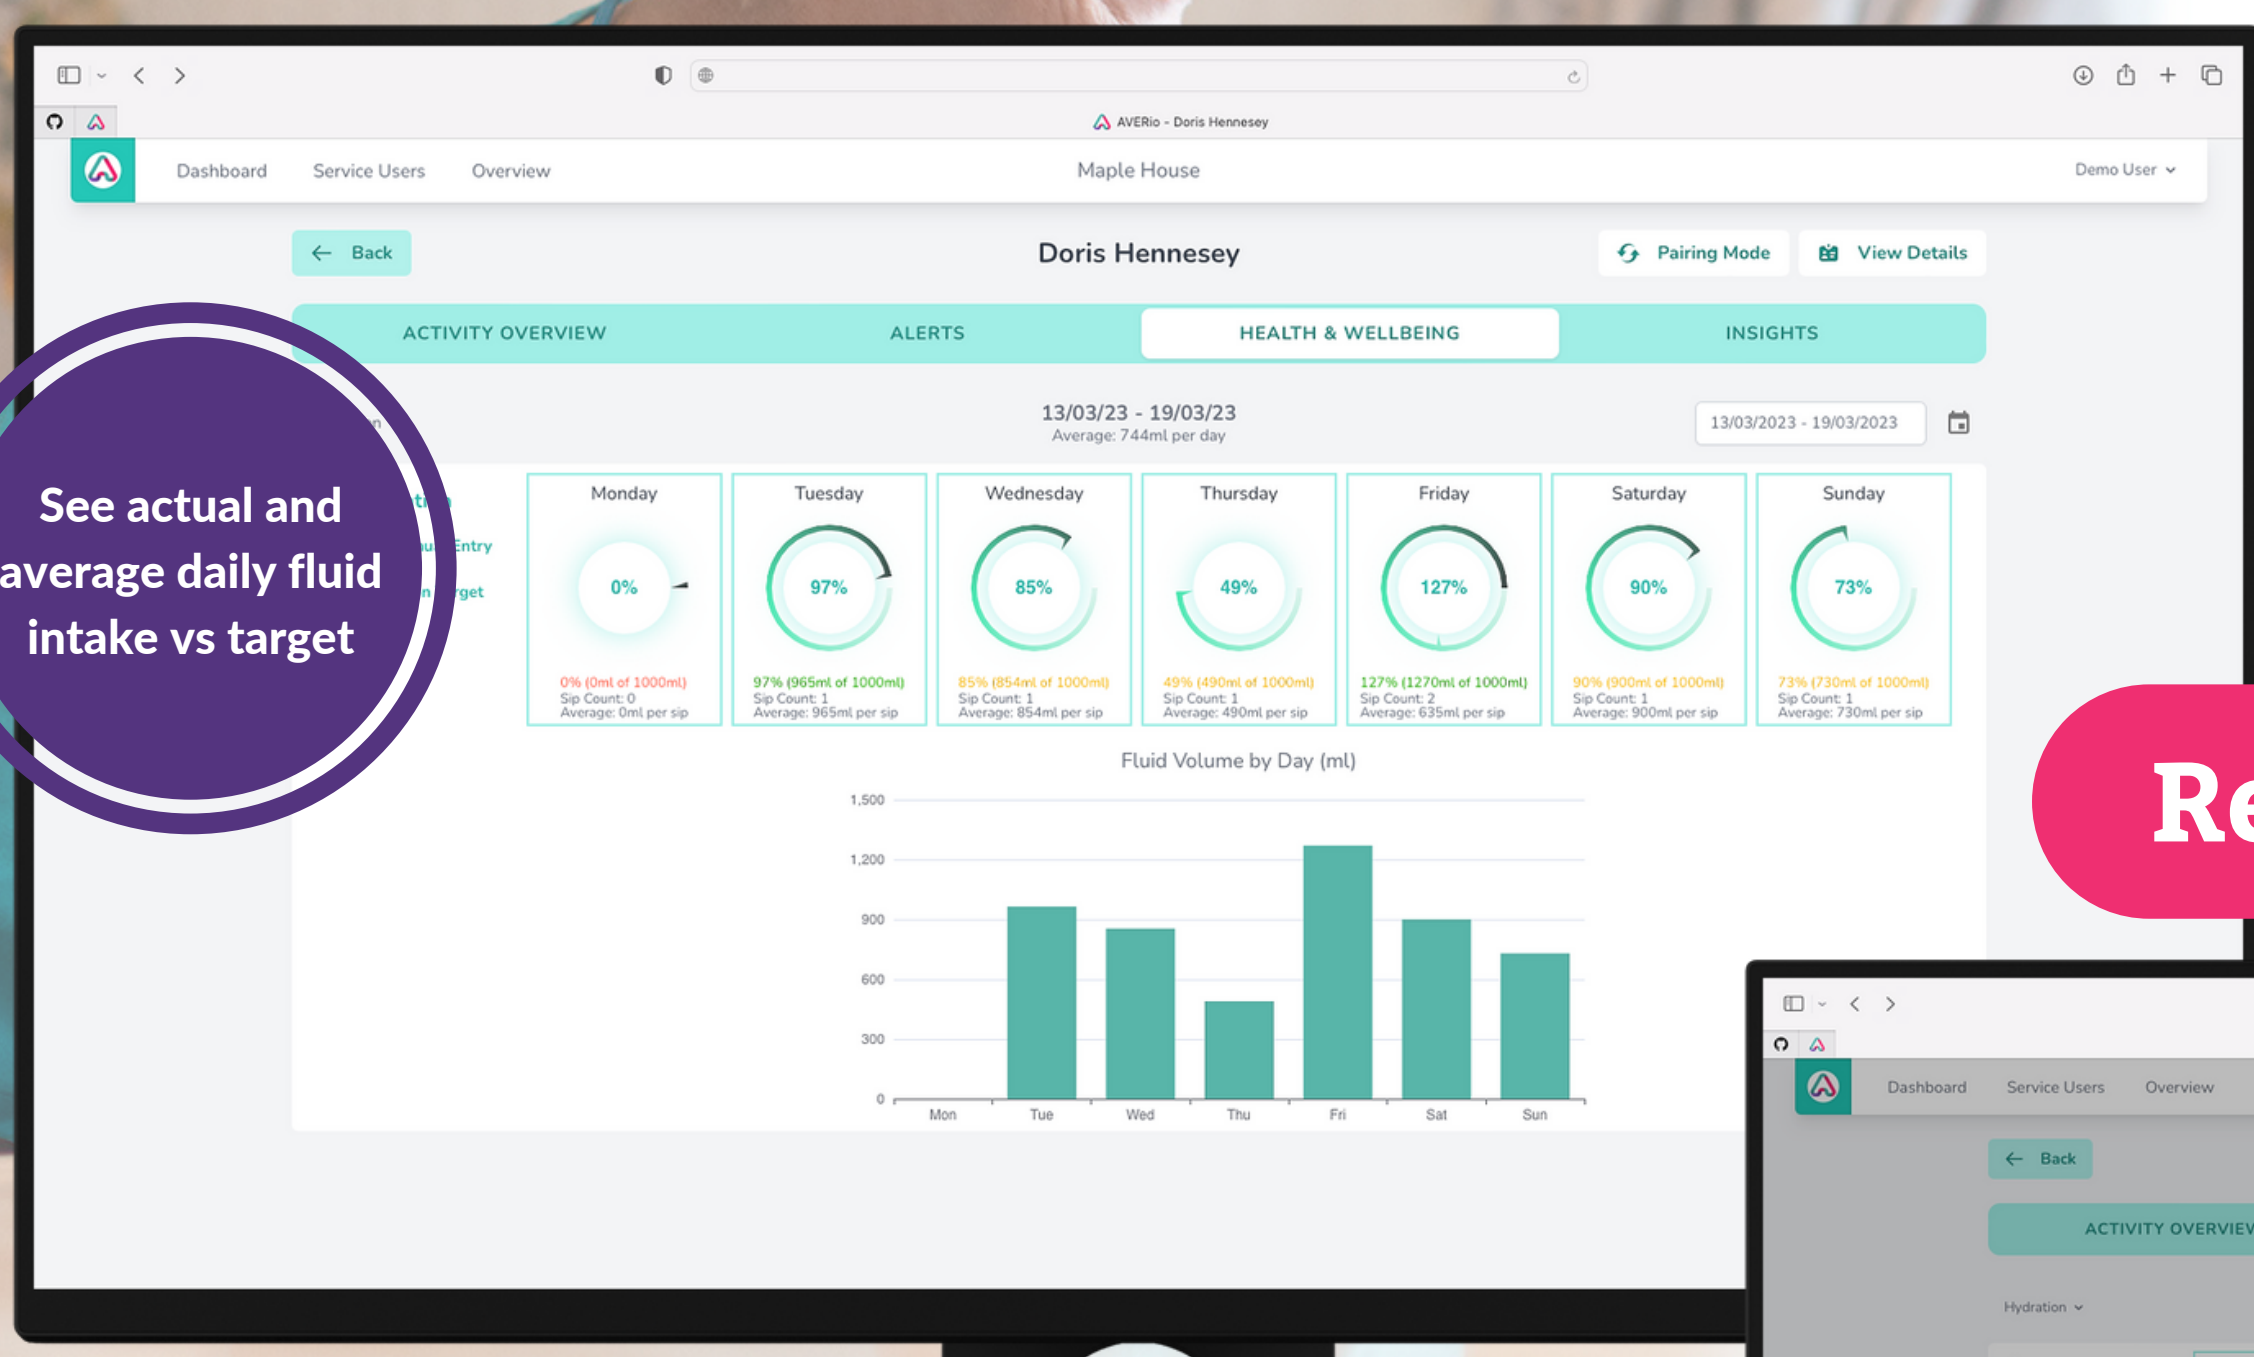 AVERio - Doris Hennesey
Dashboard Service Users Overview Maple House Demo User
Back Doris Hennesey Pairing Mode View Details
ACTIVITY OVERVIEW ALERTS HEALTH & WELLBEING INSIGHTS
13/03/23 - 19/03/23
Average: 744ml per day
13/03/2023 - 19/03/2023
See actual and
average daily fluid
intake vs target
Entry
Monday Tuesday Wednesday Thursday Friday Saturday Sunday
0% 97% 85% 49% 127% 90% 73%
0% (0ml of 1000ml) 97% (965ml of 1000ml) 85% (854ml of 1000ml) 49% (490ml of 1000ml) 127% (1270ml of 1000ml) 90% (900ml of 1000ml) 73% (730ml of 1000ml)
Sip Count: 0 Sip Count: 1 Sip Count: 1 Sip Count: 1 Sip Count: 2 Sip Count: 1 Sip Count: 1
Average: 0ml per sip Average: 965ml per sip Average: 854ml per sip Average: 490ml per sip Average: 635ml per sip Average: 900ml per sip Average: 730ml per sip
Fluid Volume by Day (ml)
1,500
1,200
900
600
300
0
Mon Tue Wed Thu Fri Sat Sun
Re
Dashboard Service Users Overview
Back
ACTIVITY OVERVIEW
Hydration